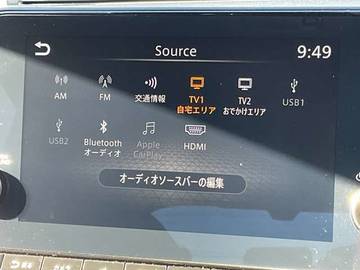 Source
9:49
AM
FM
交通情報
TV1
自宅エリア
TV2
おでかけエリア
USB1
USB2
Bluetooth
オーディオ
Apple
CarPlay
HDMI
オーディオソースバーの編集